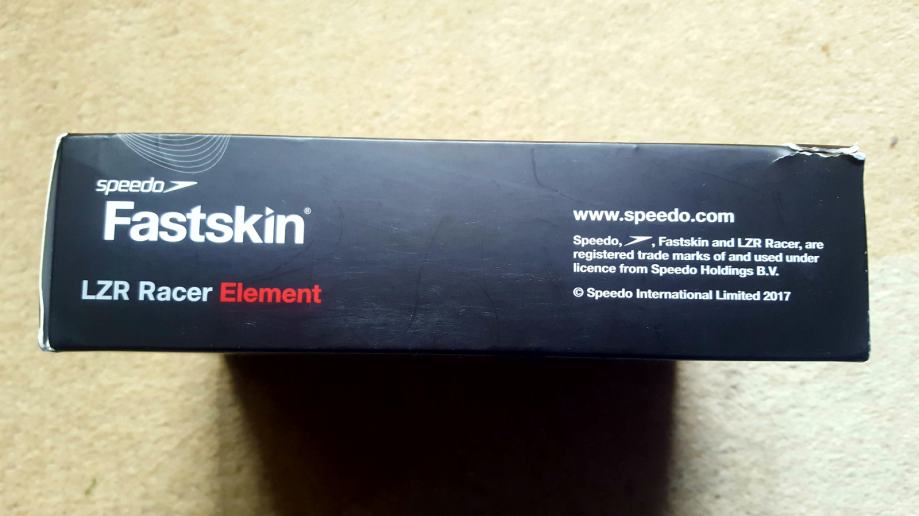 speedo
Fastskin®
LZR Racer Element
www.speedo.com
Speedo, , Fastskin and LZR Racer, are
registered trade marks of and used under
licence from Speedo Holdings B.V.
© Speedo International Limited 2017